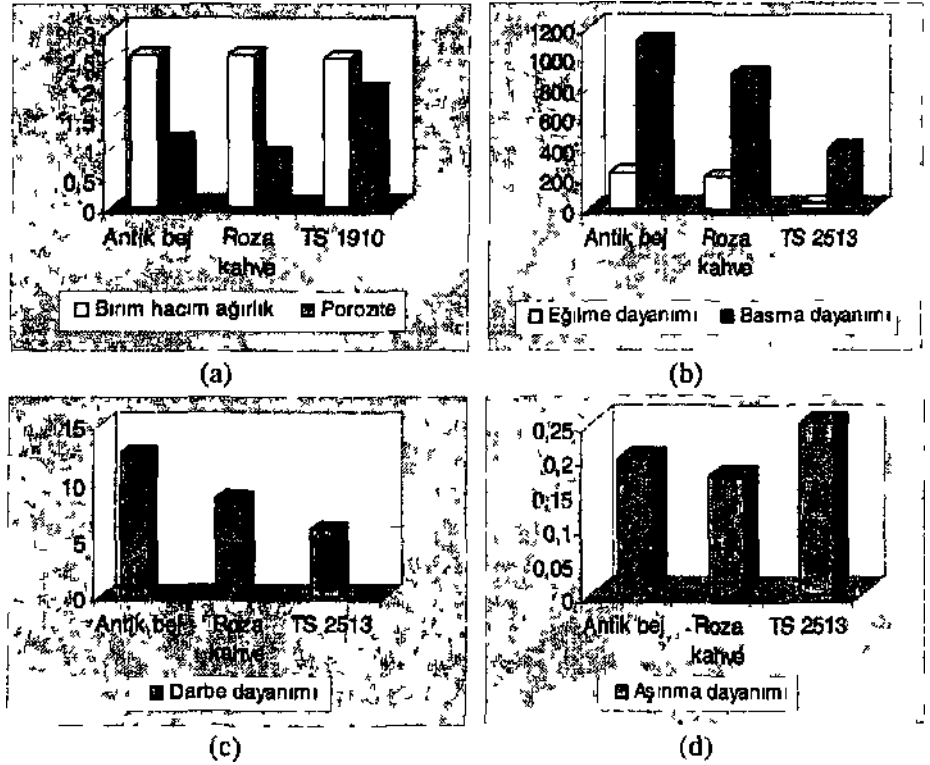 3
2,5
2
1,5
1
0,5
0
Antik bej Roza kahve TS 1910
Birim hacım ağırlık Porozite
(a)
1200
1000
800
600
400
200
0
Antik bej Roza kahve TS 2513
Eğilme dayanımı Basma dayanımı
(b)
15
10
5
0
Antik bej Roza kahve TS 2513
Darbe dayanımı
(c)
0,25
0,2
0,15
0,1
0,05
0
Antik bej Roza kahve TS 2513
Aşınma dayanımı
(d)